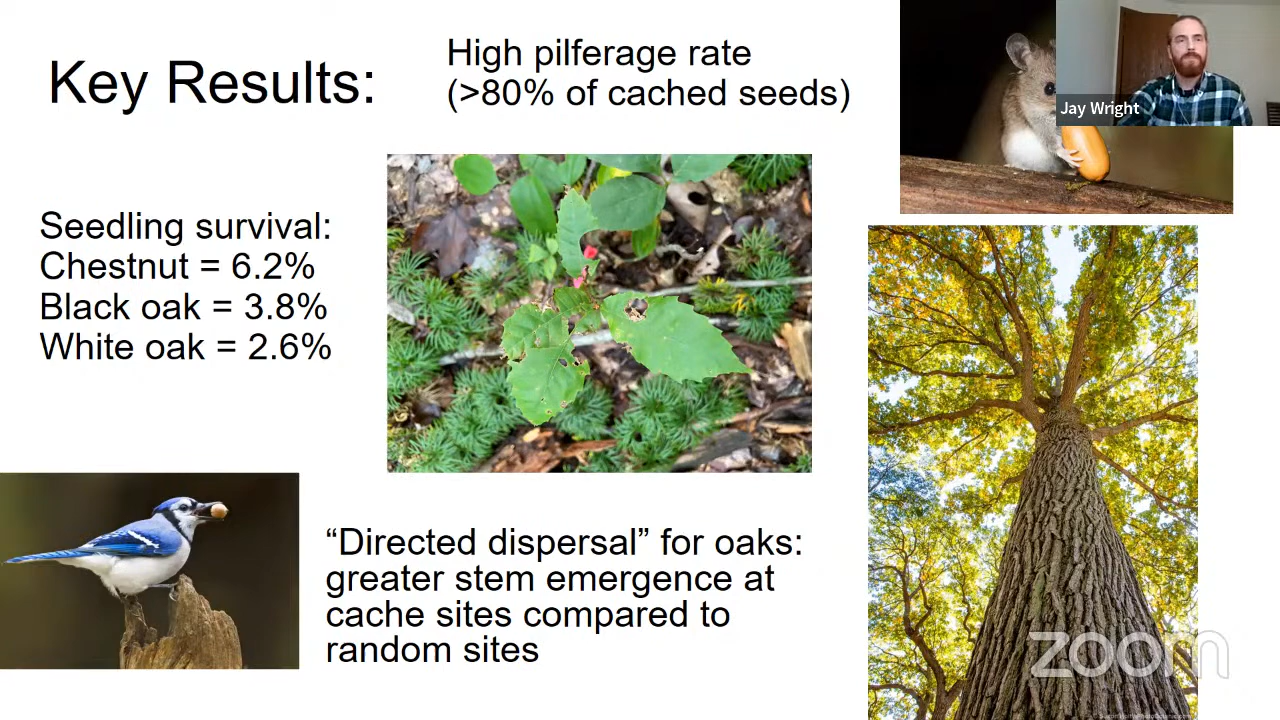 Key Results:
High pilferage rate
(>80% of cached seeds)
Jay Wright
Seedling survival:
Chestnut = 6.2%
Black oak = 3.8%
White oak = 2.6%
“Directed dispersal” for oaks:
greater stem emergence at
cache sites compared to
random sites
zoom